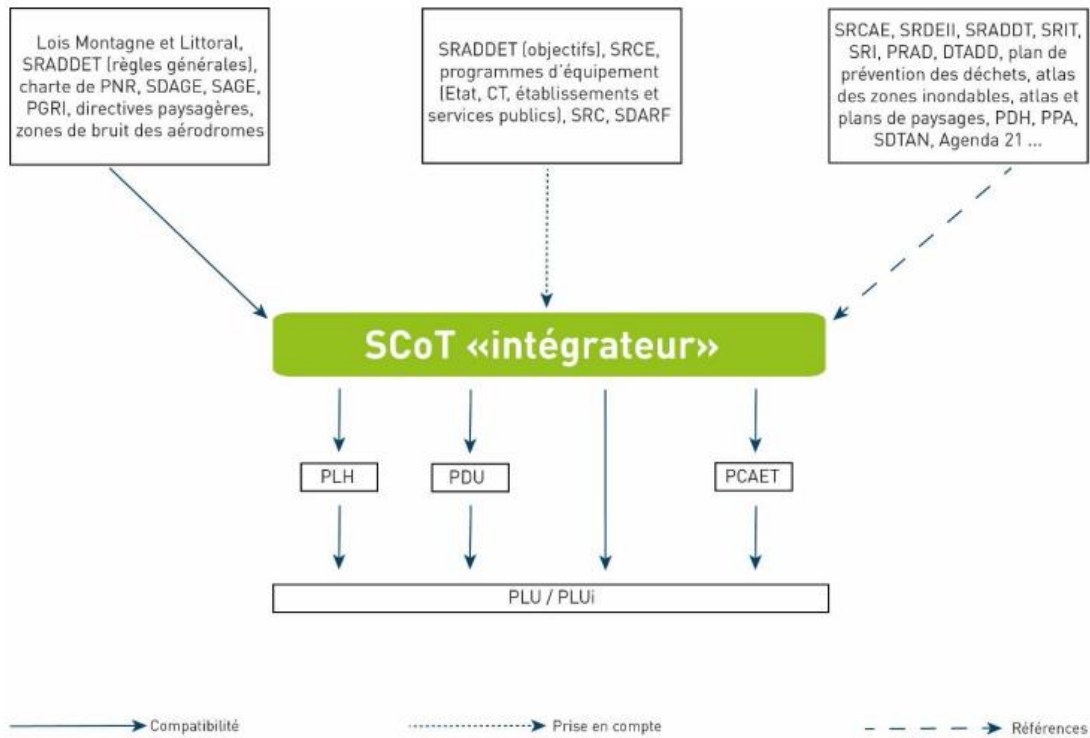 Lois Montagne et Littoral,
SRADDET (règles générales),
charte de PNR, SDAGE, SAGE,
PGRI, directives paysagères,
zones de bruit des aérodromes
SRADDET (objectifs), SRCE,
programmes d'équipement
(Etat, CT, établissements et
services publics), SRC, SDARF
SRCAE, SRDEII, SRADDT, SRIT,
SRI, PRAD, DTADD, plan de
prévention des déchets, atlas
des zones inondables, atlas et
plans de paysages, PDH, PPA,
SDTAN, Agenda 21 ...
SCoT «intégrateur»
PLH
PDU
PCAET
PLU / PLUi
Compatibilité
Prise en compte
Références